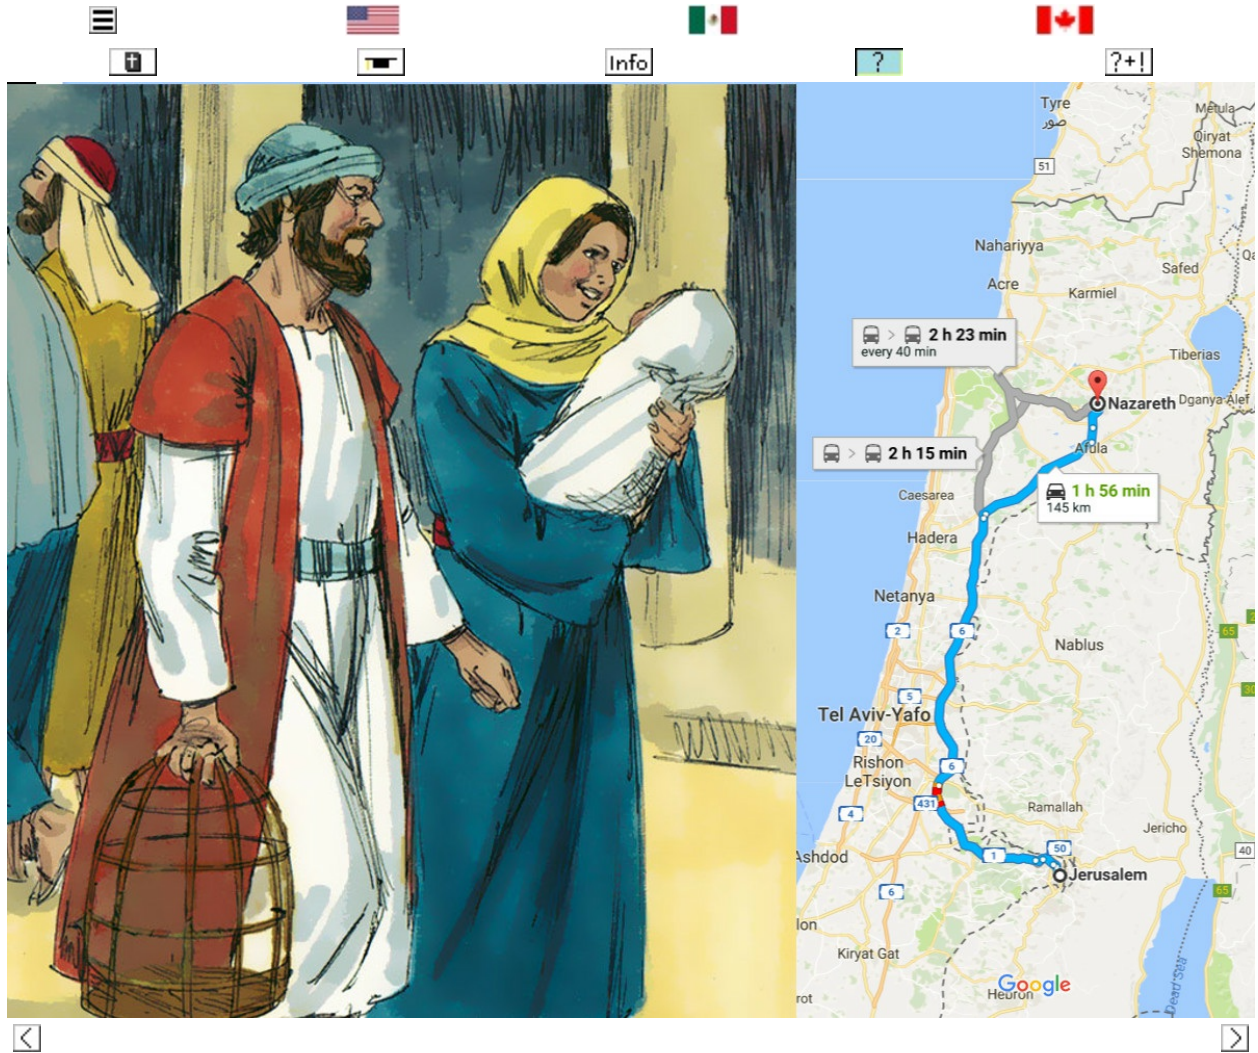 Info
?
?+!
Tyre
صور
Metula
Qiryat
Shemona
51
Nahariyya
Safed
Acre
Karmiel
2 h 23 min
every 40 min
Tiberias
Nazareth
Dganya Alef
Afula
2 h 15 min
1 h 56 min
145 km
Caesarea
Hadera
Netanya
2
6
65
Nablus
5
Tel Aviv-Yafo
20
Rishon
LeTsiyon
6
431
4
Ramallah
Jericho
Ashdod
1
50
40
Jerusalem
6
65
lon
Kiryat Gat
Dead Sea
Google
Hebron
rot